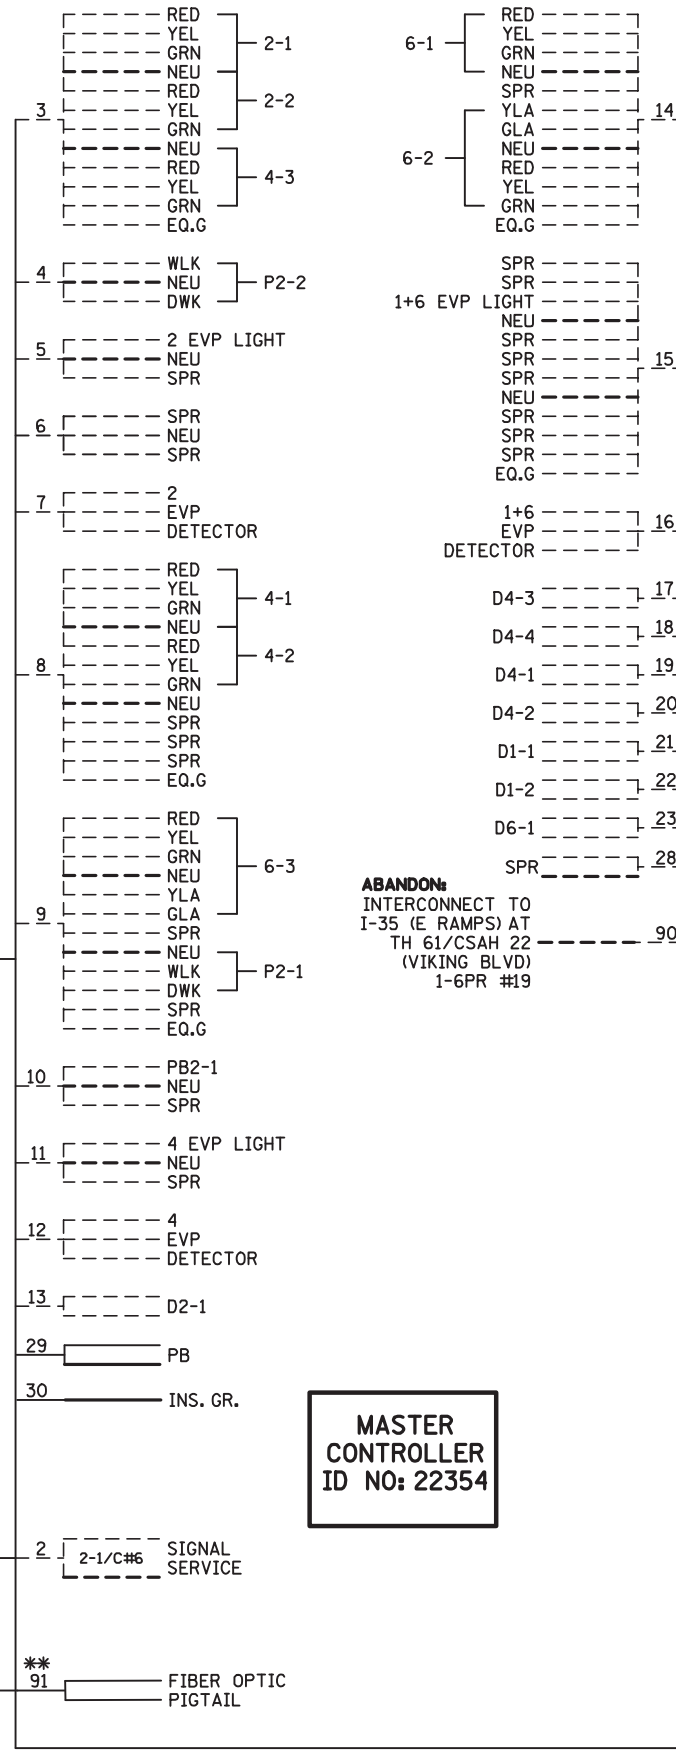 3
RED
YEL
GRN
NEU
RED
YEL
GRN
NEU
RED
YEL
GRN
EQ.G
2-1
2-2
4-3
4
WLK
NEU
DWK
P2-2
5
2 EVP LIGHT
NEU
SPR
6
SPR
NEU
SPR
7
2
EVP
DETECTOR
8
RED
YEL
GRN
NEU
RED
YEL
GRN
NEU
SPR
SPR
SPR
EQ.G
4-1
4-2
9
RED
YEL
GRN
NEU
YLA
GLA
SPR
NEU
WLK
DWK
SPR
EQ.G
6-3
P2-1
10
PB2-1
NEU
SPR
11
4 EVP LIGHT
NEU
SPR
12
4
EVP
DETECTOR
13
D2-1
29
PB
30
INS. GR.
2
2-1/C#6
SIGNAL
SERVICE
**
91
FIBER OPTIC
PIGTAIL
6-1
6-2
RED
YEL
GRN
NEU
SPR
YLA
GLA
NEU
RED
YEL
GRN
EQ.G
14
SPR
SPR
1+6 EVP LIGHT
NEU
SPR
SPR
SPR
NEU
SPR
SPR
SPR
EQ.G
15
1+6
EVP
DETECTOR
16
D4-3
17
D4-4
18
D4-1
19
D4-2
20
D1-1
21
D1-2
22
D6-1
23
SPR
28
ABANDON:
INTERCONNECT TO
I-35 (E RAMPS) AT
TH 61/CSAH 22
(VIKING BLVD)
1-6PR #19
90
MASTER
CONTROLLER
ID NO: 22354